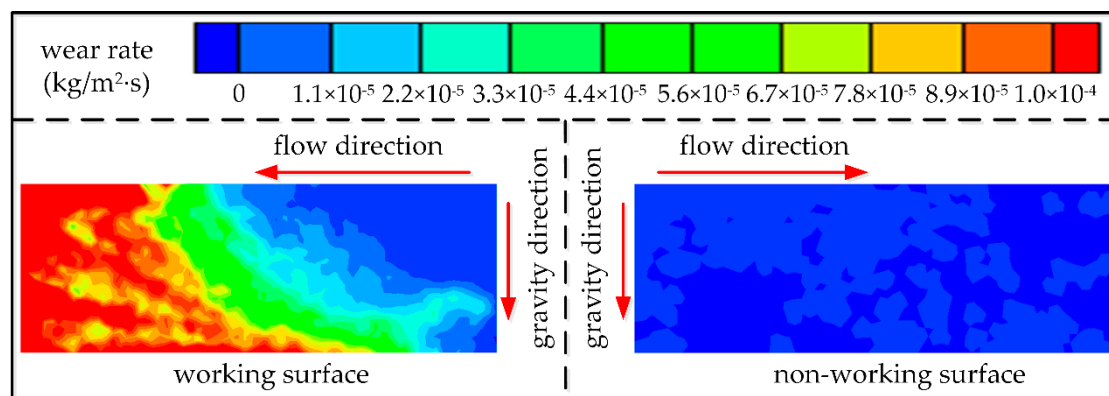 wear rate
(kg/m²·s)
0 1.1×10⁻⁵ 2.2×10⁻⁵ 3.3×10⁻⁵ 4.4×10⁻⁵ 5.6×10⁻⁵ 6.7×10⁻⁵ 7.8×10⁻⁵ 8.9×10⁻⁵ 1.0×10⁻⁴
flow direction
gravity direction
working surface
flow direction
gravity direction
non-working surface